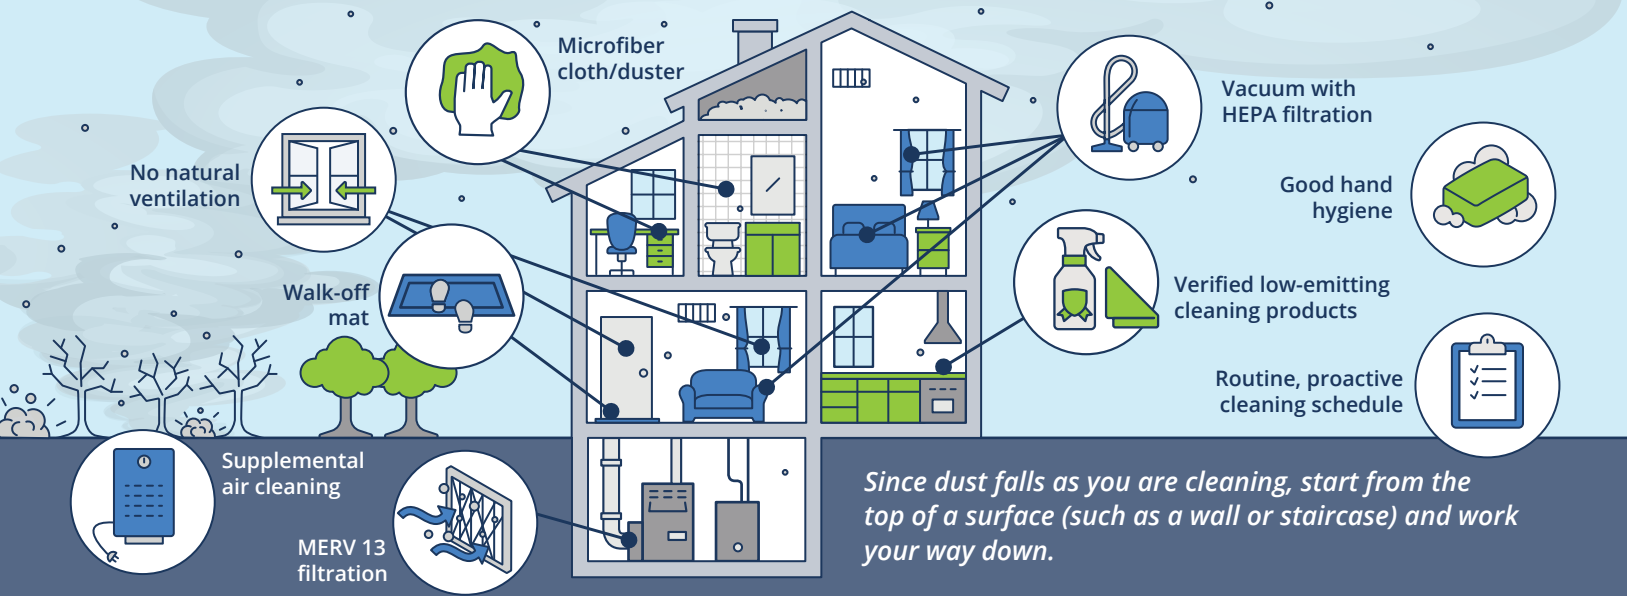 Microfiber
cloth/duster
No natural
ventilation
Walk-off
mat
Supplemental
air cleaning
MERV 13
filtration
Vacuum with
HEPA filtration
Good hand
hygiene
Verified low-emitting
cleaning products
Routine, proactive
cleaning schedule
Since dust falls as you are cleaning, start from the
top of a surface (such as a wall or staircase) and work
your way down.